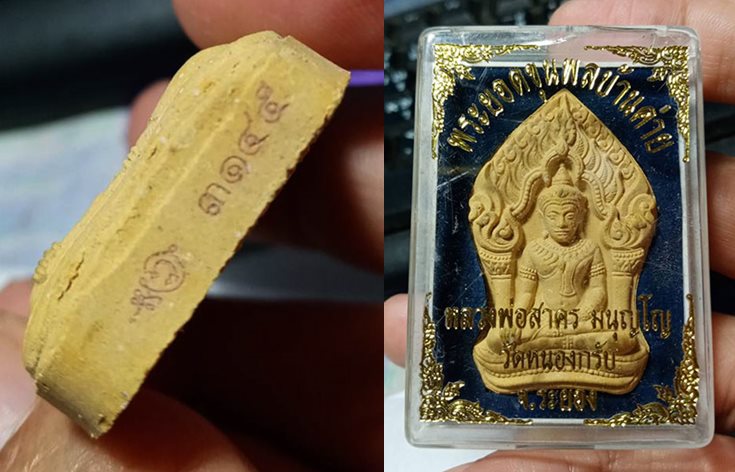 ๓๑๔๕
พระยอดขุนพลบ้านค่าย
หลวงพ่อสาคร มนุญฺโญ
วัดหนองกรับ
จ.ระยอง